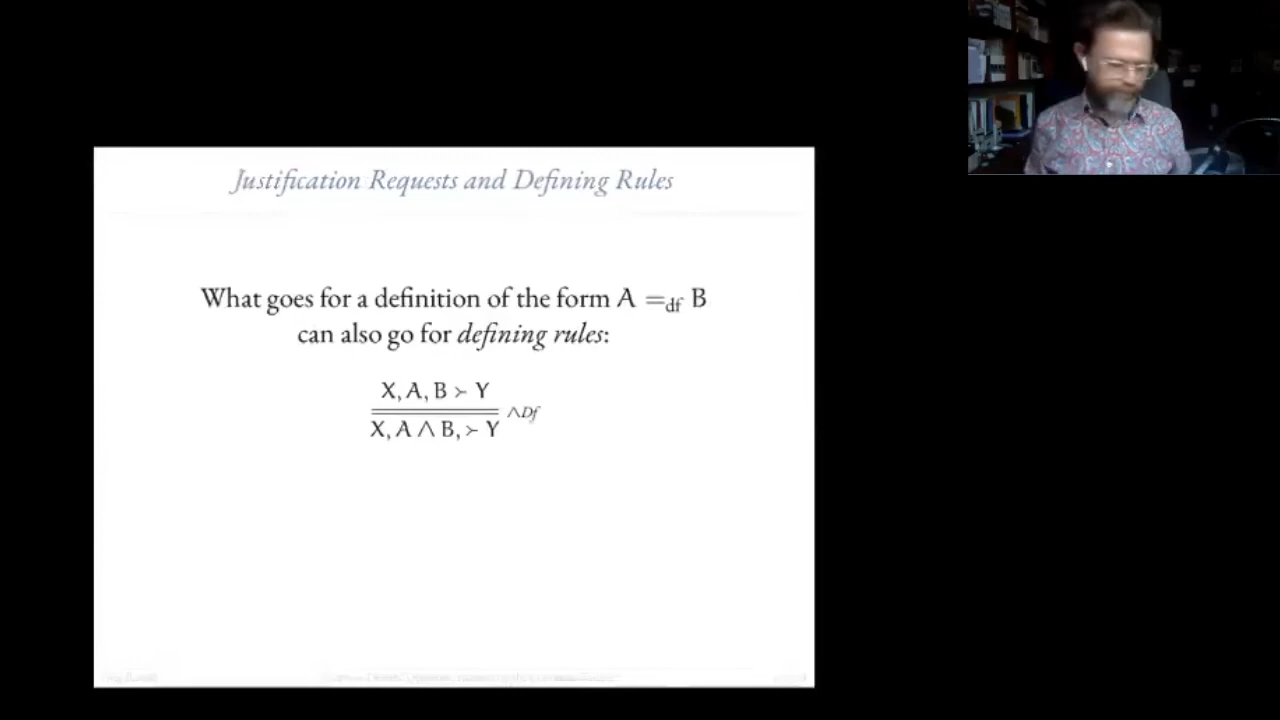 Justification Requests and Defining Rules
What goes for a definition of the form A =df B
can also go for defining rules:
X, A, B ≻ Y
∧Df
X, A ∧ B, ≻ Y